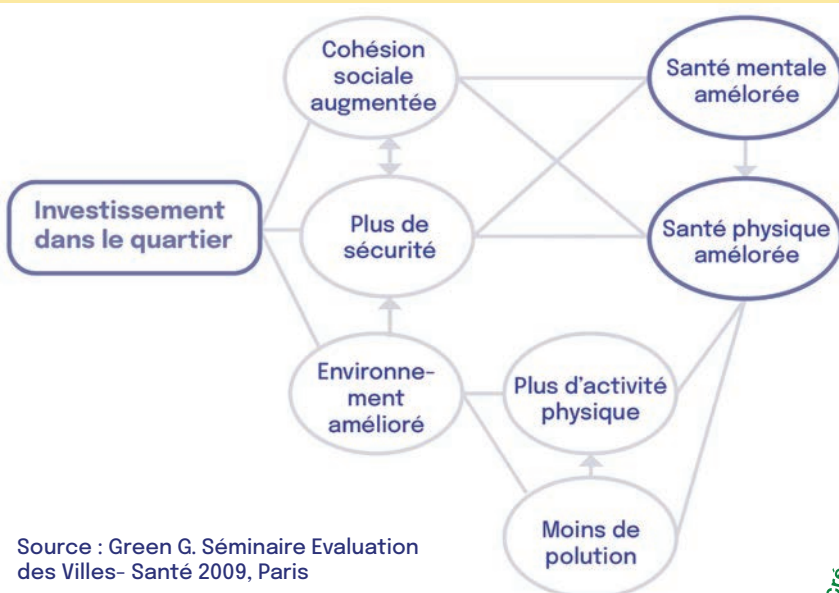 Cohésion
sociale
augmentée
Santé mentale
amélorée
Investissement
dans le quartier
Plus de
sécurité
Santé physique
amélorée
Environne-
ment
amélioré
Plus d'activité
physique
Moins de
polution
Source : Green G. Séminaire Evaluation
des Villes- Santé 2009, Paris